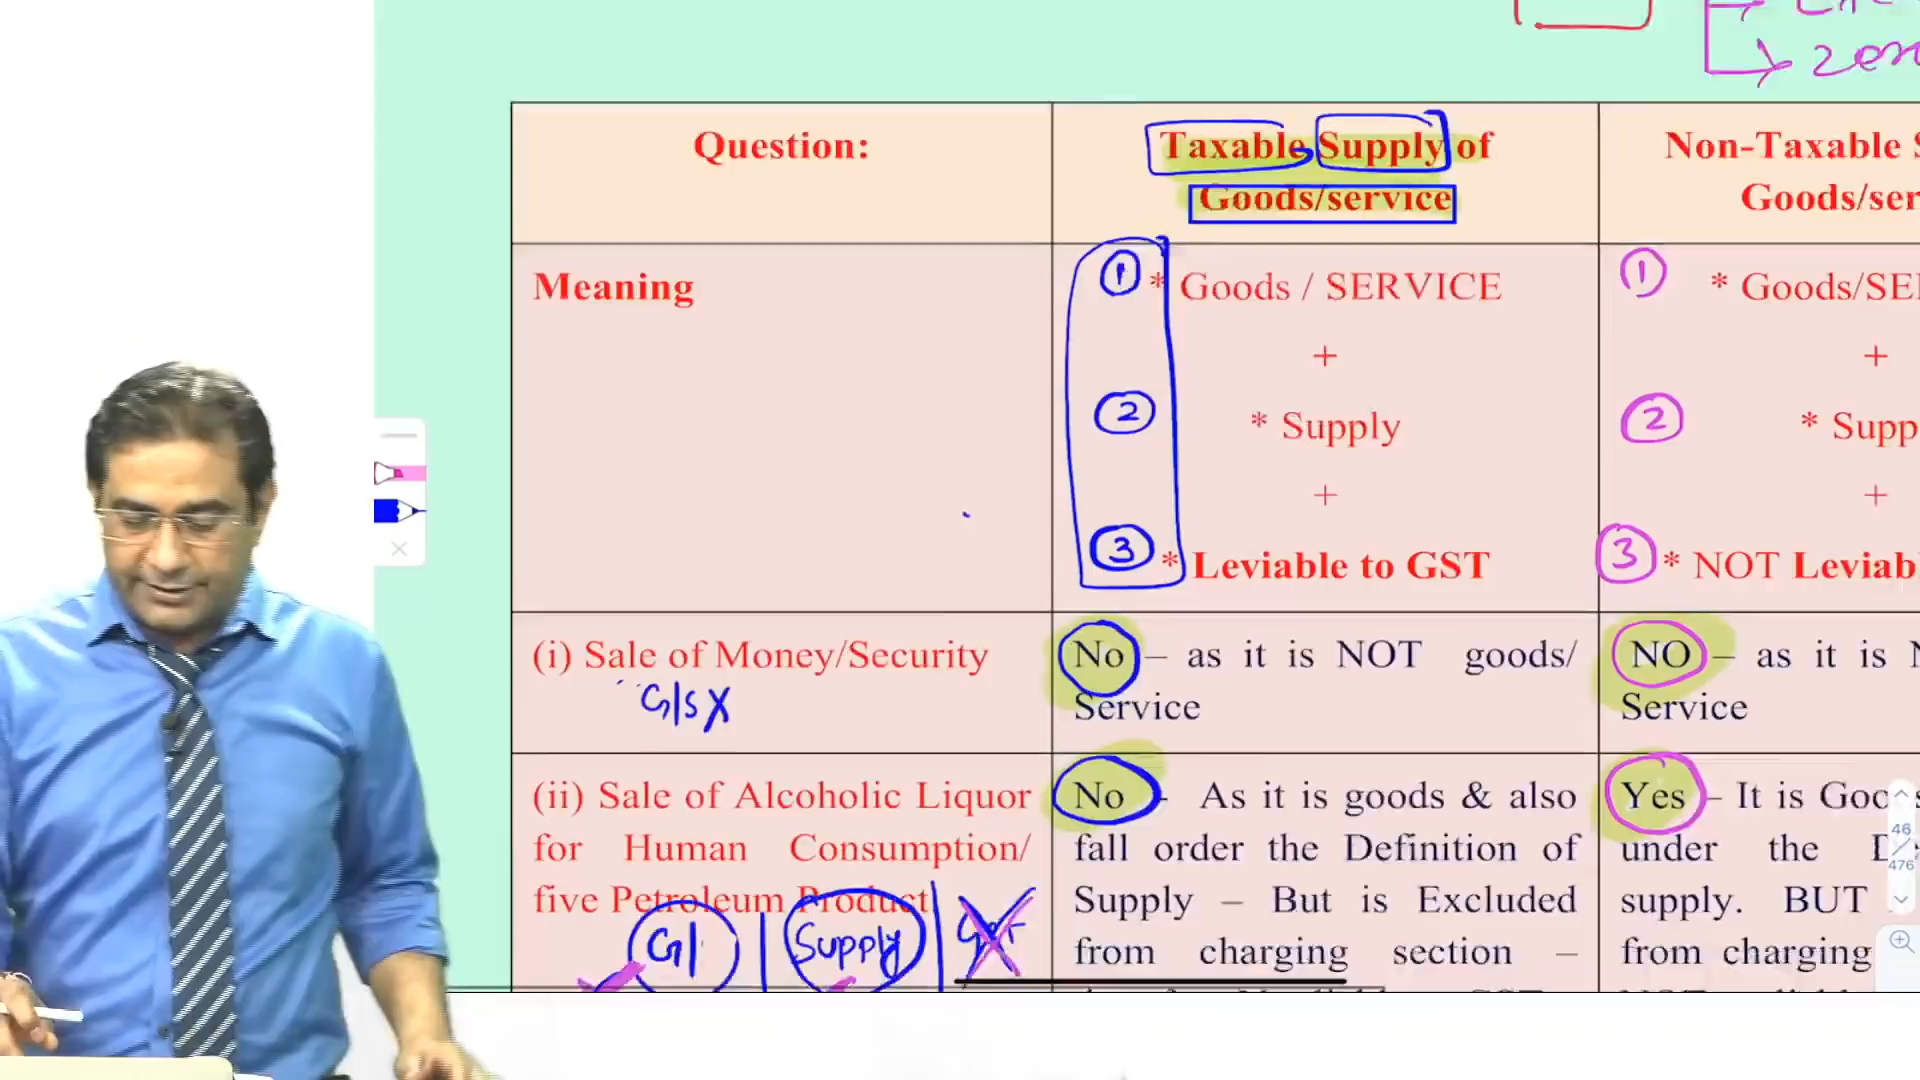 zero
Question:
Taxable Supply of
Goods/service
Non-Taxable S
Goods/ser
Meaning
1 * Goods / SERVICE
+
2 * Supply
+
3 * Leviable to GST
1 * Goods/SE
+
2 * Supp
+
3 * NOT Leviab
(i) Sale of Money/Security
G/S X
No – as it is NOT goods/
Service
NO – as it is N
Service
(ii) Sale of Alcoholic Liquor
for Human Consumption/
five Petroleum Product
G | Supply | GST
No - As it is goods & also
fall order the Definition of
Supply – But is Excluded
from charging section –
Yes – It is Goo
under the D
supply. BUT
from charging
46
476